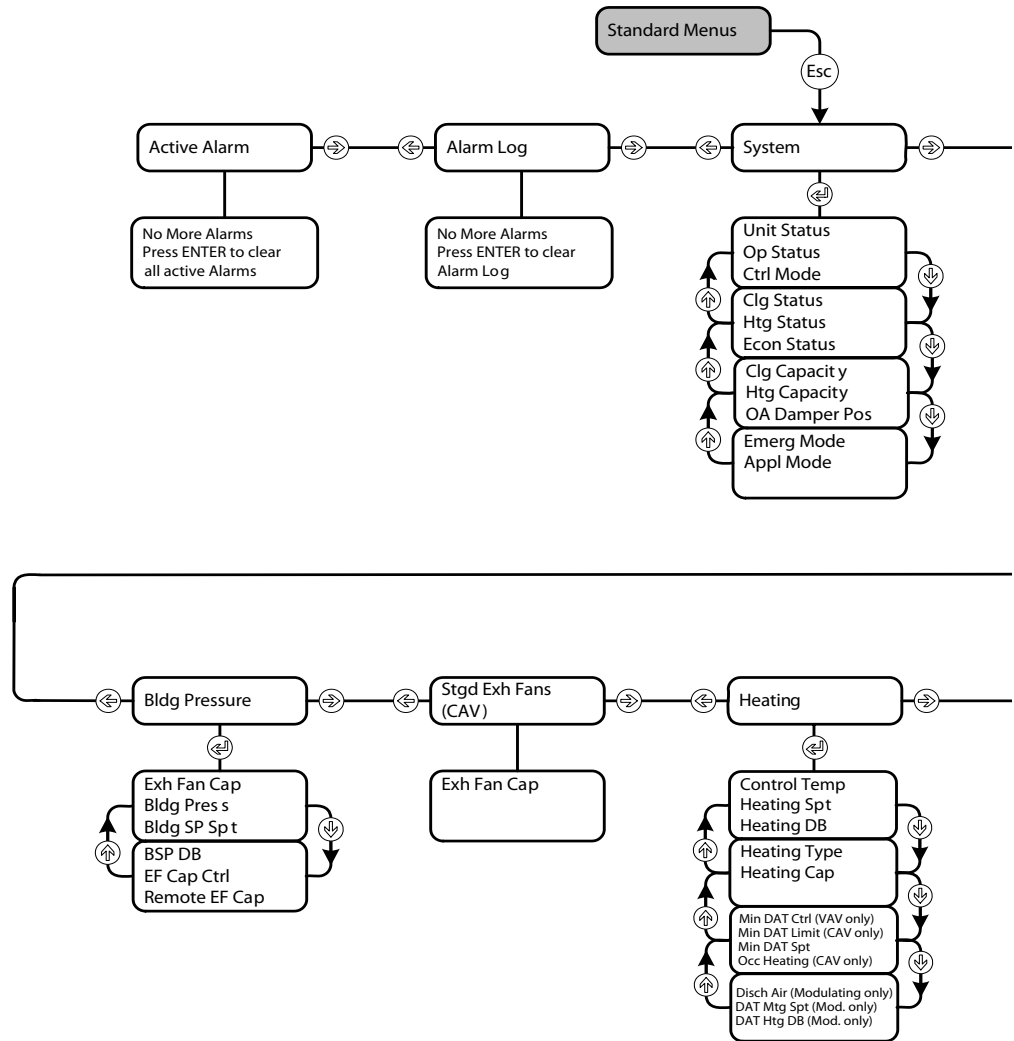 Standard Menus
Esc
Active Alarm
Alarm Log
System
No More Alarms
Press ENTER to clear
all active Alarms
No More Alarms
Press ENTER to clear
Alarm Log
Unit Status
Op Status
Ctrl Mode
Clg Status
Htg Status
Econ Status
Clg Capacity
Htg Capacity
OA Damper Pos
Emerg Mode
Appl Mode
Bldg Pressure
Stgd Exh Fans
(CAV)
Heating
Exh Fan Cap
Bldg Press
Bldg SP Spt
BSP DB
EF Cap Ctrl
Remote EF Cap
Exh Fan Cap
Control Temp
Heating Spt
Heating DB
Heating Type
Heating Cap
Min DAT Ctrl (VAV only)
Min DAT Limit (CAV only)
Min DAT Spt
Occ Heating (CAV only)
Disch Air (Modulating only)
DAT Mtg Spt (Mod. only)
DAT Htg DB (Mod. only)